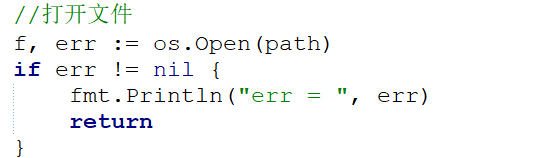 //打开文件
f, err := os.Open(path)
if err != nil {
    fmt.Println("err = ", err)
    return
}